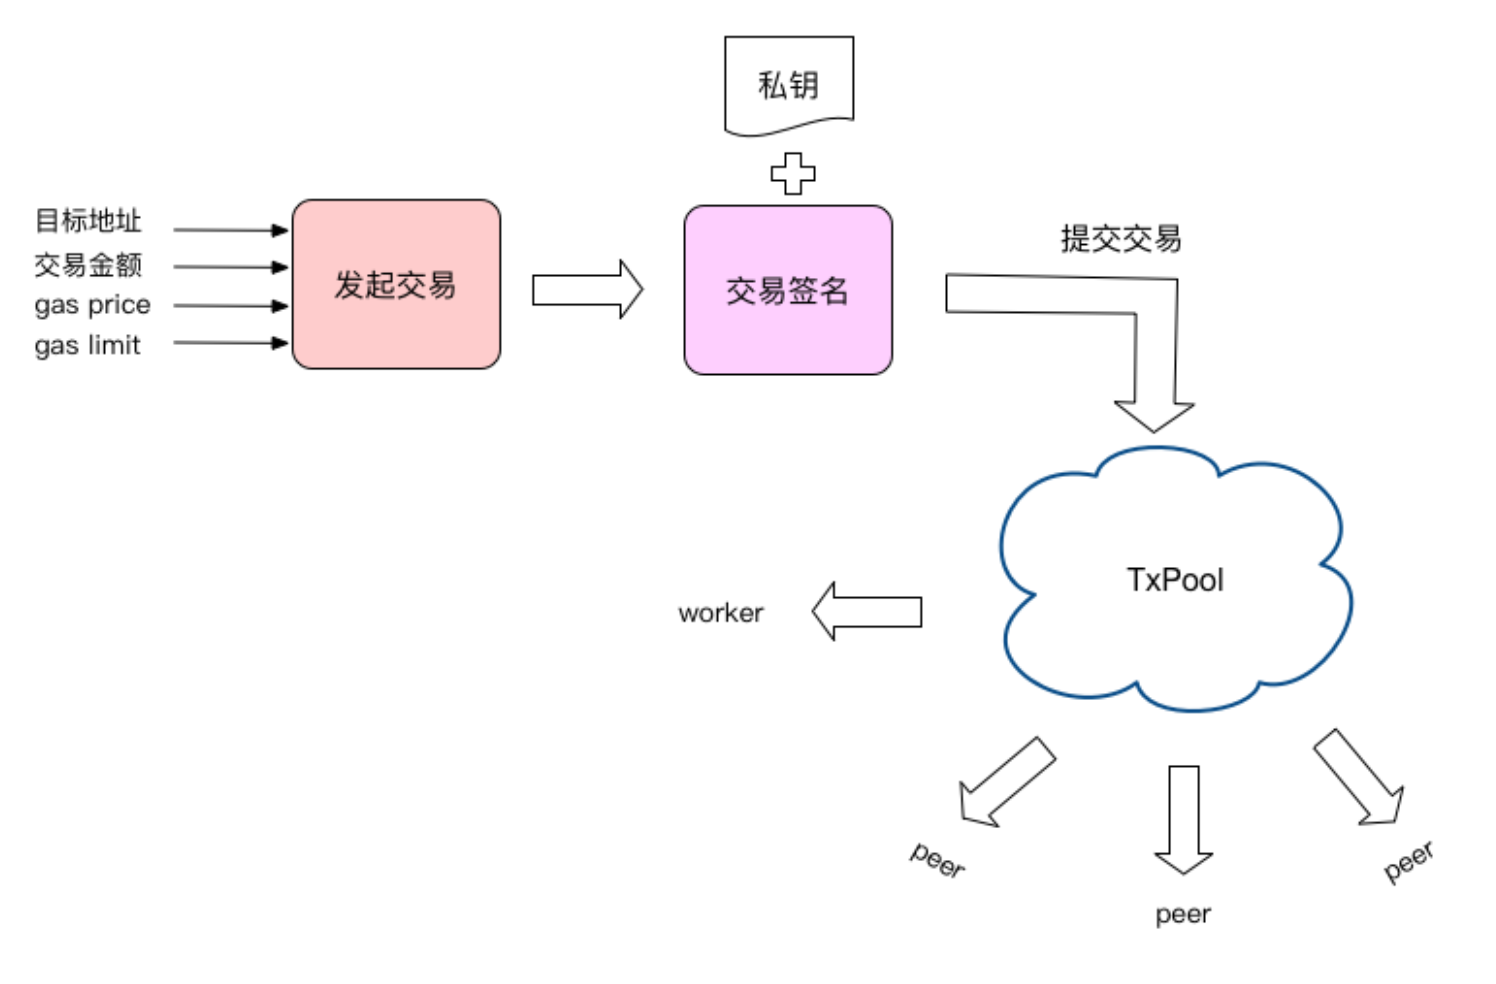 私钥
目标地址
交易金额
gas price
gas limit
发起交易
交易签名
提交交易
TxPool
worker
peer
peer
peer